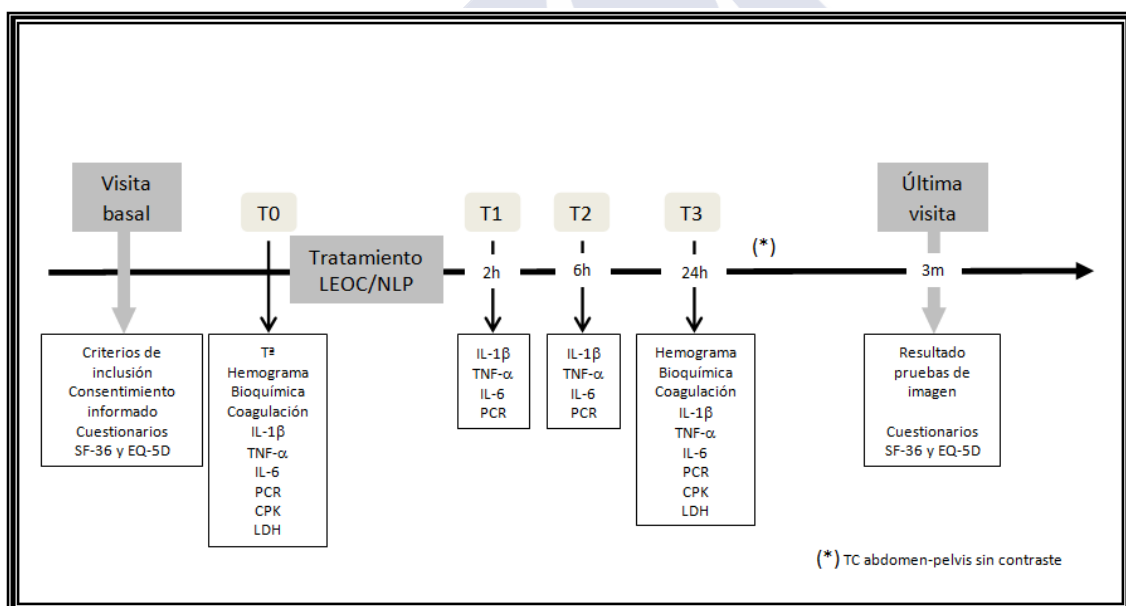 Visita
basal
T0
Tratamiento
LEOC/NLP
T1
2h
T2
6h
T3
24h
(*)
Última
visita
3m
Criterios de
inclusión
Consentimiento
informado
Cuestionarios
SF-36 y EQ-5D
Tª
Hemograma
Bioquímica
Coagulación
IL-1β
TNF-α
IL-6
PCR
CPK
LDH
IL-1β
TNF-α
IL-6
PCR
IL-1β
TNF-α
IL-6
PCR
Hemograma
Bioquímica
Coagulación
IL-1β
TNF-α
IL-6
PCR
CPK
LDH
Resultado
pruebas de
imagen
Cuestionarios
SF-36 y EQ-5D
(*) TC abdomen-pelvis sin contraste